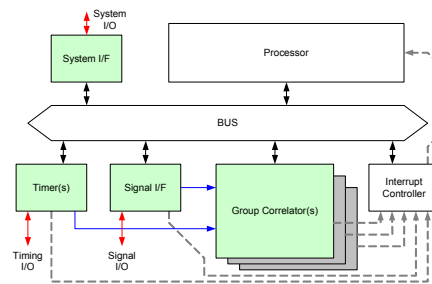 System
I/O
System I/F
Processor
BUS
Timer(s)
Signal I/F
Group Correlator(s)
Interrupt
Controller
Timing
I/O
Signal
I/O